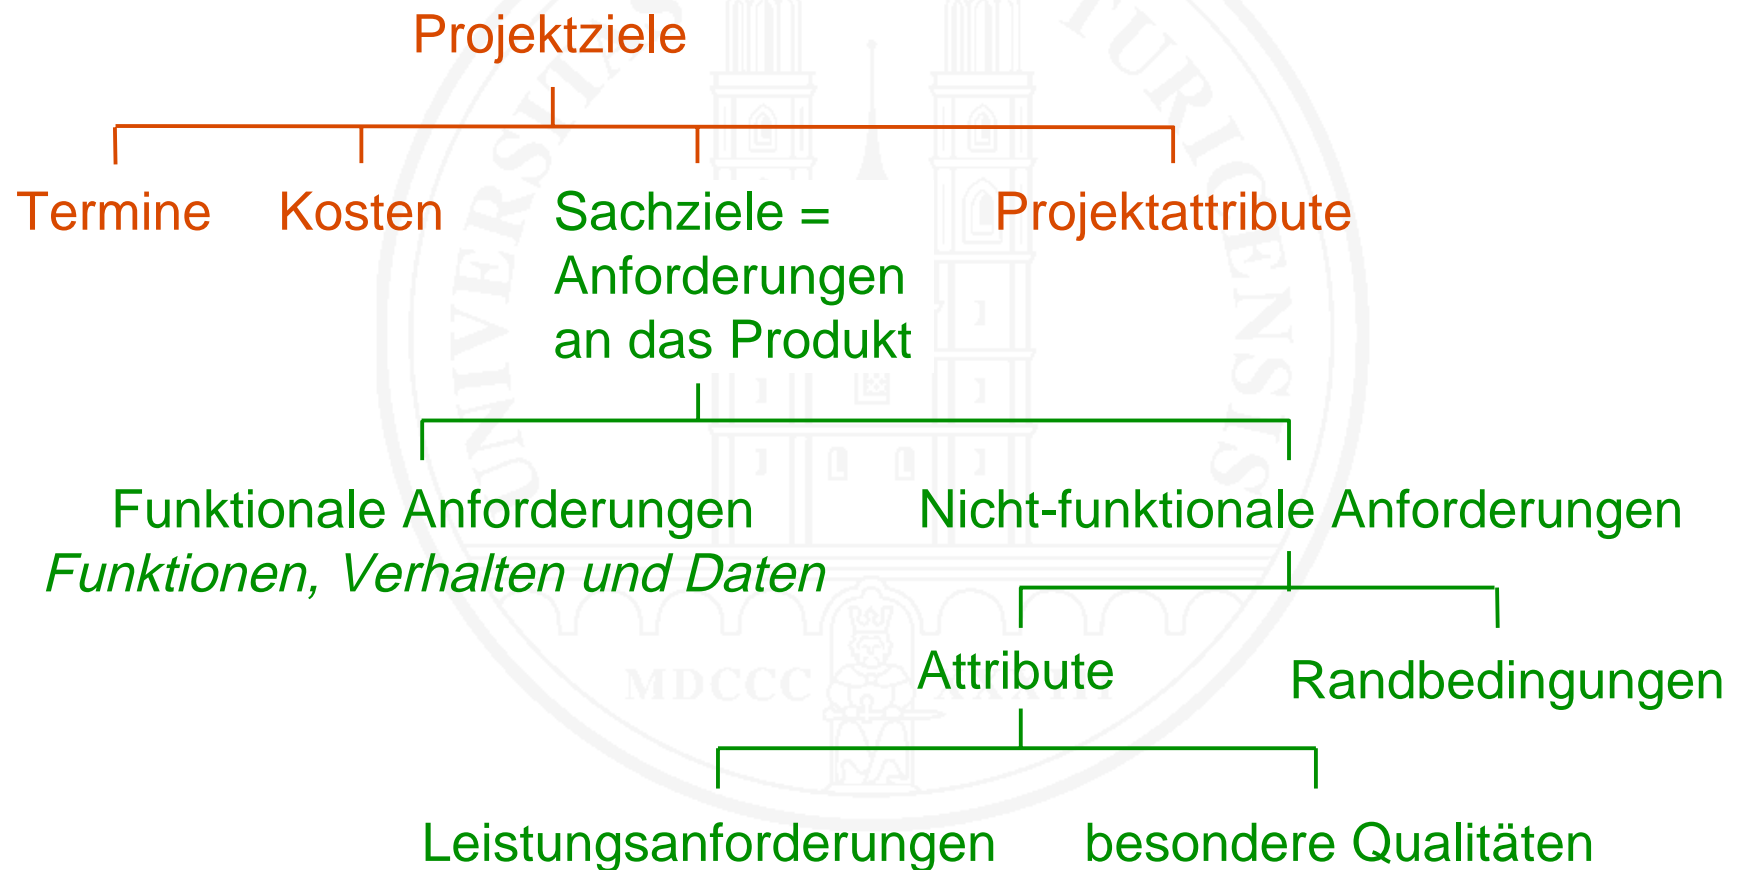 Projektziele
Termine
Kosten
Sachziele =
Anforderungen
an das Produkt
Projektattribute
Funktionale Anforderungen
Funktionen, Verhalten und Daten
Nicht-funktionale Anforderungen
Attribute
Randbedingungen
Leistungsanforderungen
besondere Qualitäten
MDCCC